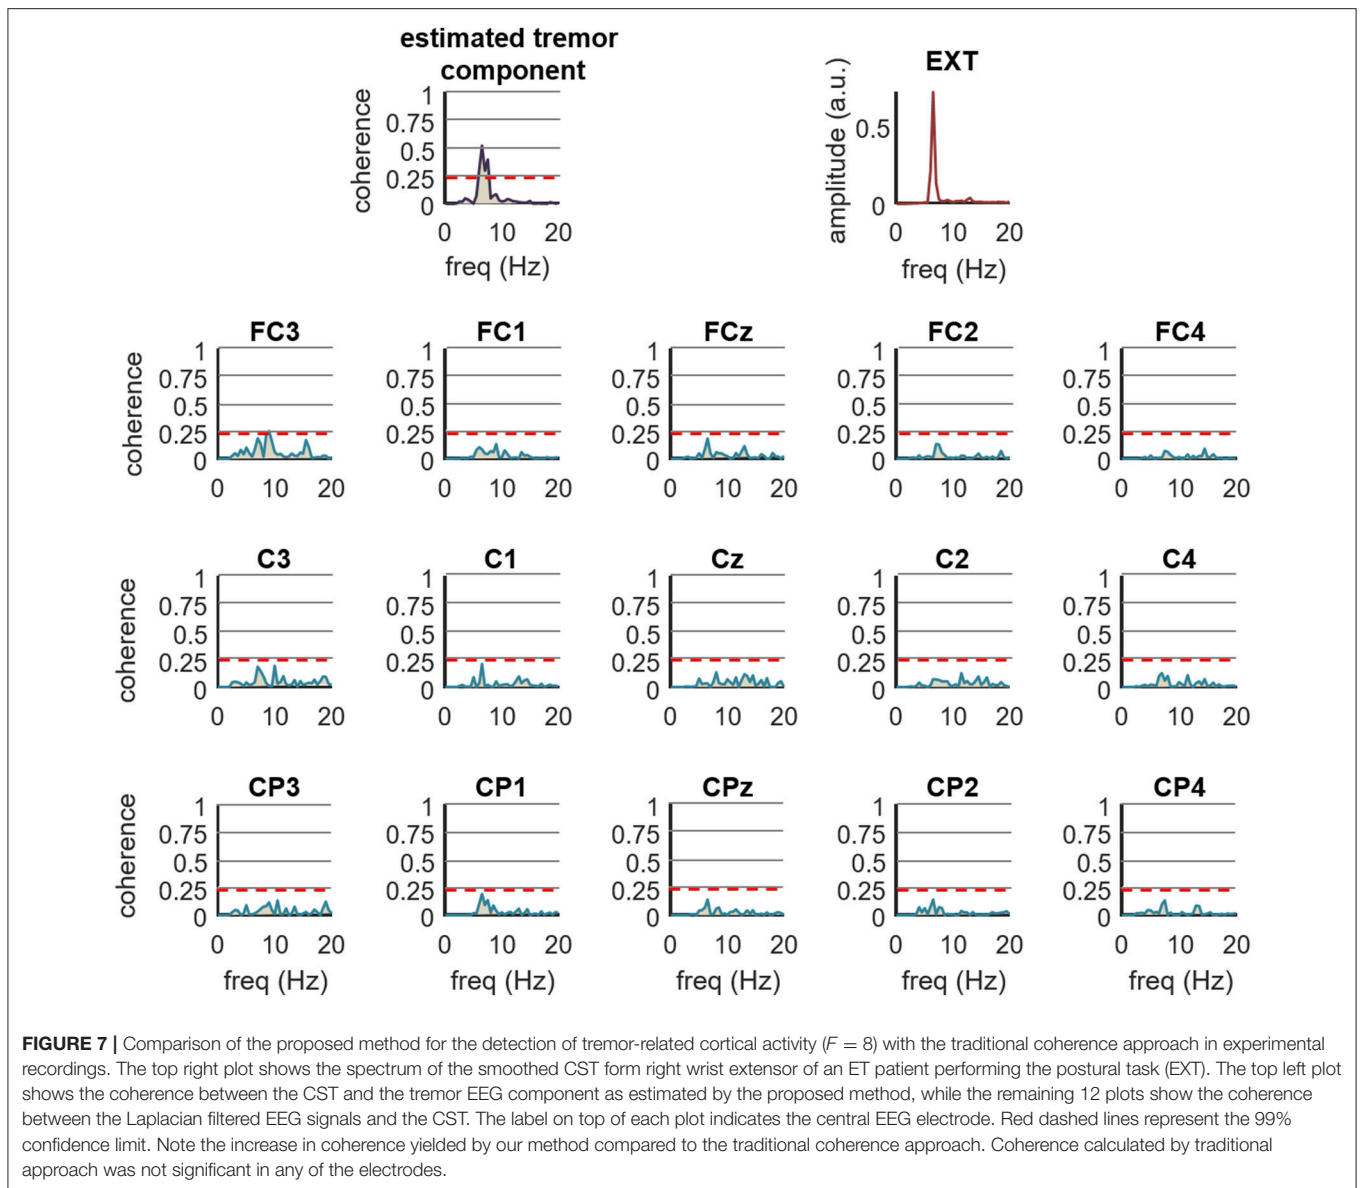 estimated tremor
component
EXT
coherence
1
0.75
0.5
0.25
0
0 10 20
freq (Hz)
amplitude (a.u.)
0.5
0
0 10 20
freq (Hz)
FC3 FC1 FCz FC2 FC4
coherence
1 1 1 1 1
0.75 0.75 0.75 0.75 0.75
0.5 0.5 0.5 0.5 0.5
0.25 0.25 0.25 0.25 0.25
0 0 0 0 0
0 10 20 0 10 20 0 10 20 0 10 20 0 10 20
C3 C1 Cz C2 C4
coherence
1 1 1 1 1
0.75 0.75 0.75 0.75 0.75
0.5 0.5 0.5 0.5 0.5
0.25 0.25 0.25 0.25 0.25
0 0 0 0 0
0 10 20 0 10 20 0 10 20 0 10 20 0 10 20
CP3 CP1 CPz CP2 CP4
coherence
1 1 1 1 1
0.75 0.75 0.75 0.75 0.75
0.5 0.5 0.5 0.5 0.5
0.25 0.25 0.25 0.25 0.25
0 0 0 0 0
0 10 20 0 10 20 0 10 20 0 10 20 0 10 20
freq (Hz) freq (Hz) freq (Hz) freq (Hz) freq (Hz)
FIGURE 7 | Comparison of the proposed method for the detection of tremor-related cortical activity (F = 8) with the traditional coherence approach in experimental
recordings. The top right plot shows the spectrum of the smoothed CST form right wrist extensor of an ET patient performing the postural task (EXT). The top left plot
shows the coherence between the CST and the tremor EEG component as estimated by the proposed method, while the remaining 12 plots show the coherence
between the Laplacian filtered EEG signals and the CST. The label on top of each plot indicates the central EEG electrode. Red dashed lines represent the 99%
confidence limit. Note the increase in coherence yielded by our method compared to the traditional coherence approach. Coherence calculated by traditional
approach was not significant in any of the electrodes.